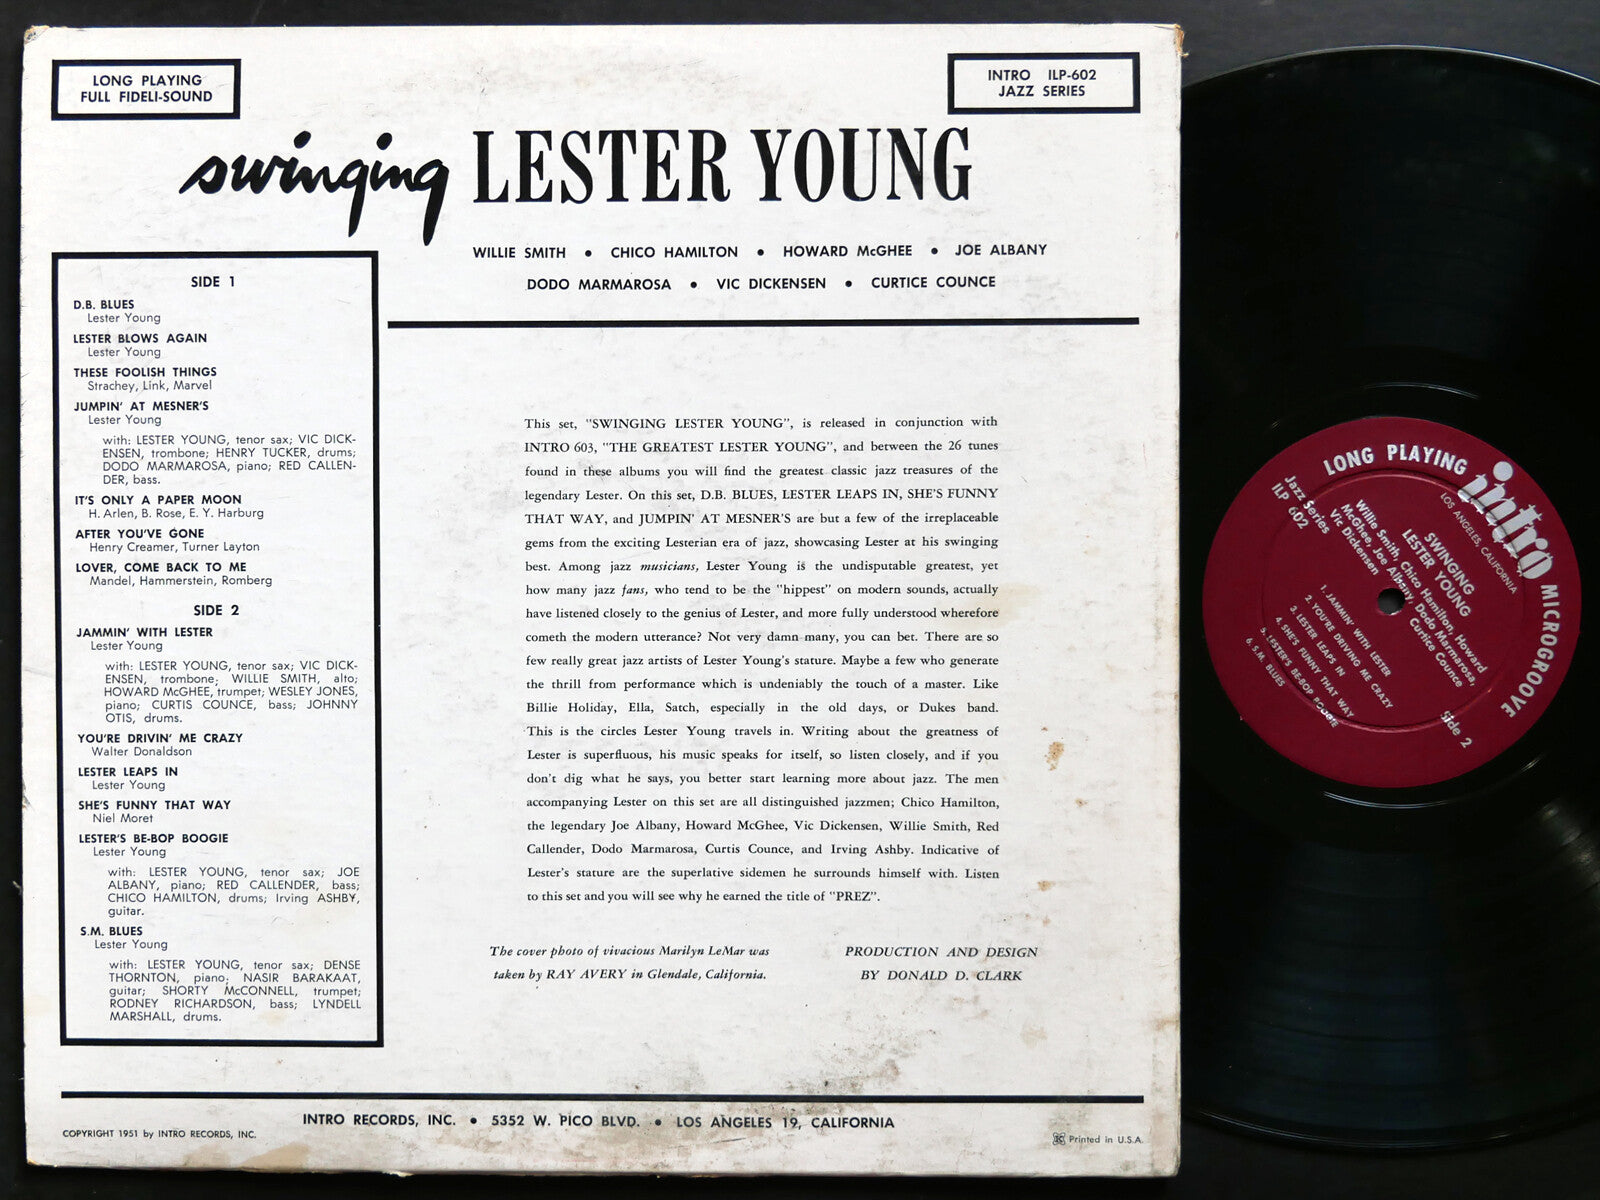 LONG PLAYING
FULL FIDELI-SOUND
INTRO ILP-602
JAZZ SERIES
swinging LESTER YOUNG
WILLIE SMITH • CHICO HAMILTON • HOWARD McGHEE • JOE ALBANY
DODO MARMAROSA • VIC DICKENSEN • CURTICE COUNCE
SIDE 1
D.B. BLUES
Lester Young
LESTER BLOWS AGAIN
Lester Young
THESE FOOLISH THINGS
Strachey, Link, Marvel
JUMPIN' AT MESNER'S
Lester Young
with: LESTER YOUNG, tenor sax; VIC DICK-
ENSEN, trombone; HENRY TUCKER, drums;
DODO MARMAROSA, piano; RED CALLEN-
DER, bass.
IT'S ONLY A PAPER MOON
H. Arlen, B. Rose, E. Y. Harburg
AFTER YOU'VE GONE
Henry Creamer, Turner Layton
LOVER, COME BACK TO ME
Mandel, Hammerstein, Romberg
SIDE 2
JAMMIN' WITH LESTER
Lester Young
with: LESTER YOUNG, tenor sax; VIC DICK-
ENSEN, trombone; WILLIE SMITH, alto;
HOWARD McGHEE, trumpet; WESLEY JONES,
piano; CURTIS COUNCE, bass; JOHNNY
OTIS, drums.
YOU'RE DRIVIN' ME CRAZY
Walter Donaldson
LESTER LEAPS IN
Lester Young
SHE'S FUNNY THAT WAY
Niel Moret
LESTER'S BE-BOP BOOGIE
Lester Young
with: LESTER YOUNG, tenor sax; JOE
ALBANY, piano; RED CALLENDER, bass;
CHICO HAMILTON, drums; Irving ASHBY,
guitar.
S.M. BLUES
Lester Young
with: LESTER YOUNG, tenor sax; DENSE
THORNTON, piano; NASIR BARAKAAT,
guitar; SHORTY McCONNELL, trumpet;
RODNEY RICHARDSON, bass; LYNDELL
MARSHALL, drums.
This set, "SWINGING LESTER YOUNG", is released in conjunction with
INTRO 603, "THE GREATEST LESTER YOUNG", and between the 26 tunes
found in these albums you will find the greatest classic jazz treasures of the
legendary Lester. On this set, D.B. BLUES, LESTER LEAPS IN, SHE'S FUNNY
THAT WAY, and JUMPIN' AT MESNER'S are but a few of the irreplaceable
gems from the exciting Lesterian era of jazz, showcasing Lester at his swinging
best. Among jazz musicians, Lester Young is the undisputable greatest, yet
how many jazz fans, who tend to be the "hippest" on modern sounds, actually
have listened closely to the genius of Lester, and more fully understood wherefore
cometh the modern utterance? Not very damn many, you can bet. There are so
few really great jazz artists of Lester Young's stature. Maybe a few who generate
the thrill from performance which is undeniably the touch of a master. Like
Billie Holiday, Ella, Satch, especially in the old days, or Dukes band.
This is the circles Lester Young travels in. Writing about the greatness of
Lester is superfluous, his music speaks for itself, so listen closely, and if you
don't dig what he says, you better start learning more about jazz. The men
accompanying Lester on this set are all distinguished jazzmen; Chico Hamilton,
the legendary Joe Albany, Howard McGhee, Vic Dickensen, Willie Smith, Red
Callender, Dodo Marmarosa, Curtis Counce, and Irving Ashby. Indicative of
Lester's stature are the superlative sidemen he surrounds himself with. Listen
to this set and you will see why he earned the title of "PREZ".
The cover photo of vivacious Marilyn LeMar was
taken by RAY AVERY in Glendale, California.
PRODUCTION AND DESIGN
BY DONALD D. CLARK
INTRO RECORDS, INC. • 5352 W. PICO BLVD. • LOS ANGELES 19, CALIFORNIA
COPYRIGHT 1951 by INTRO RECORDS, INC.
Printed in U.S.A.
LONG PLAYING intro MICROGROOVE
LOS ANGELES, CALIFORNIA
Jazz Series
ILP 602
SWINGING
LESTER YOUNG
Willie Smith, Chico Hamilton, Howard
McGhee, Joe Albany, Dodo Marmarosa,
Vic Dickensen Curtice Counce
1. JAMMIN' WITH LESTER
2. YOU'RE DRIVING ME CRAZY
3. LESTER LEAPS IN
4. SHE'S FUNNY THAT WAY
5. LESTER'S BE-BOP BOOGIE
6. S.M. BLUES
Side 2